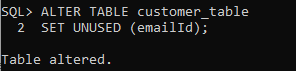 SQL> ALTER TABLE customer_table
2 SET UNUSED (emailId);
Table altered.